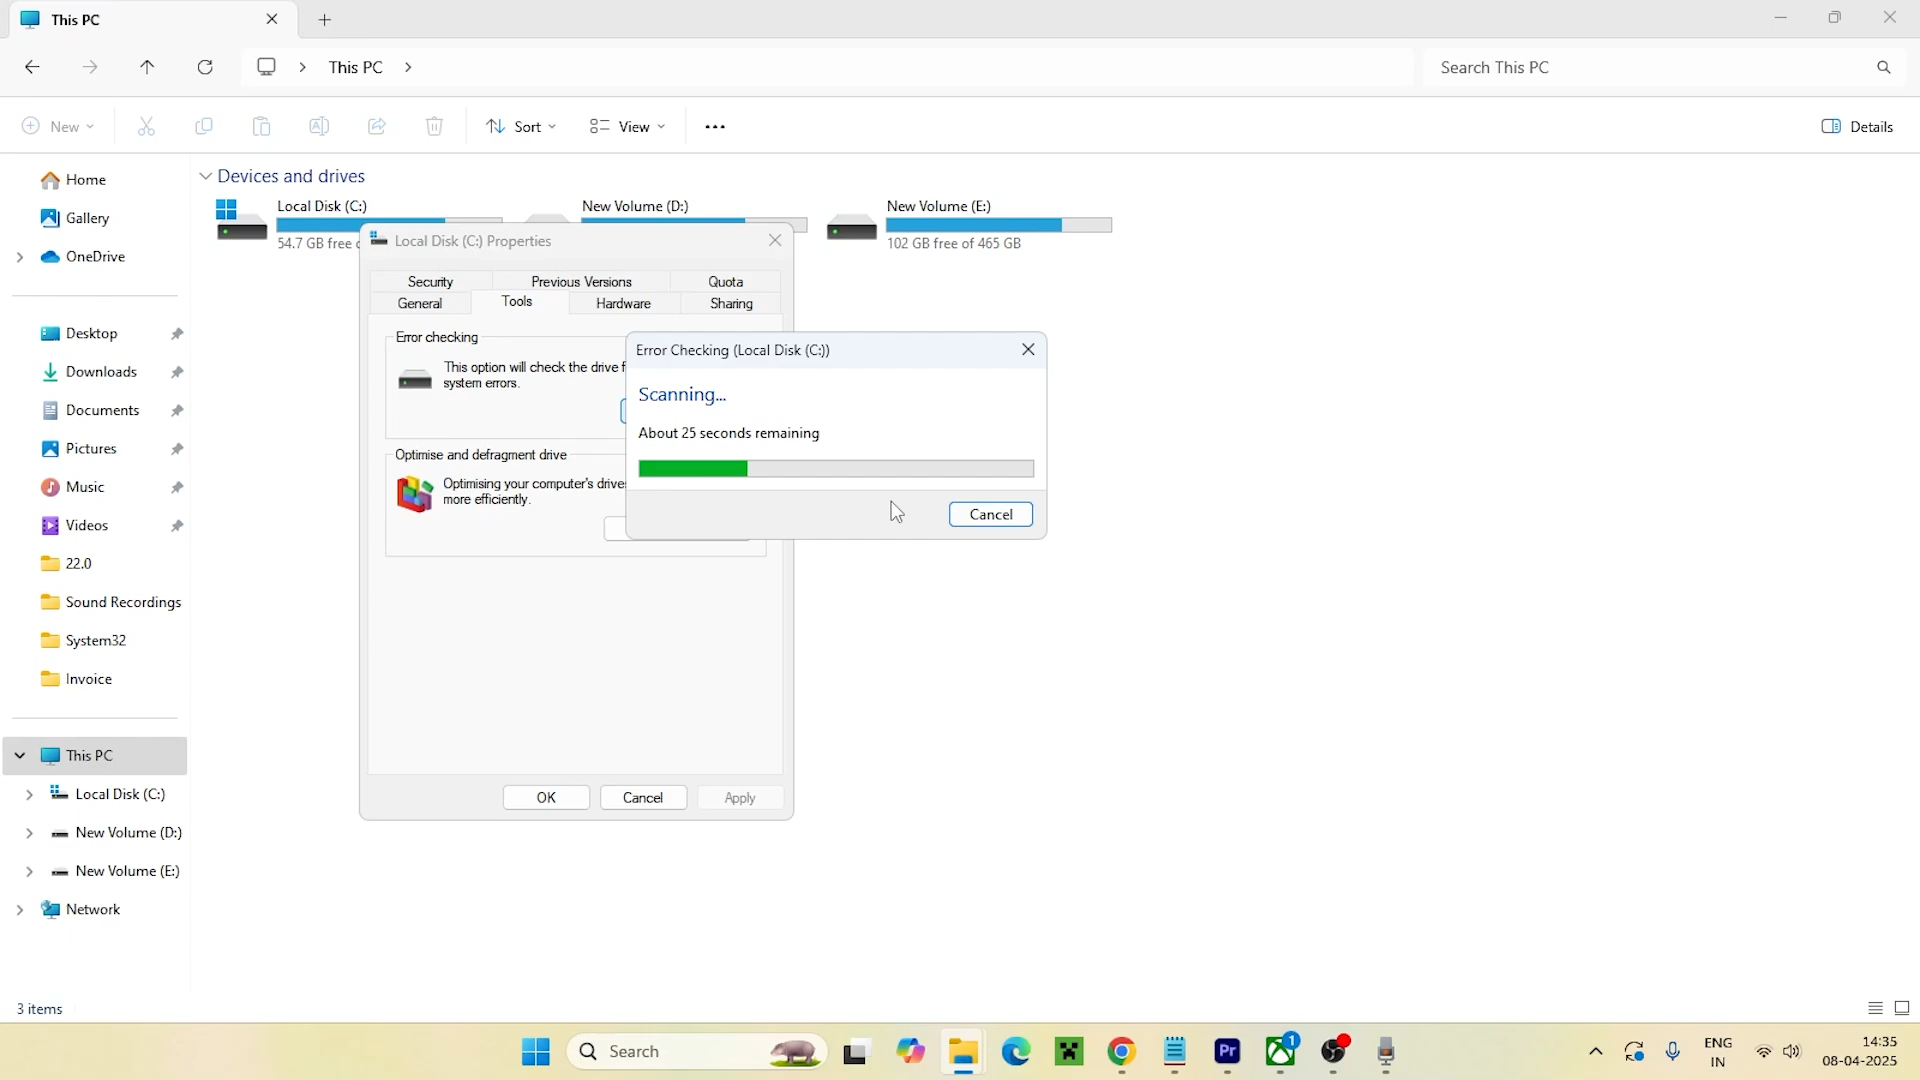 This PC
This PC
Search This PC
New
Sort
View
Details
Home
Gallery
OneDrive
Desktop
Downloads
Documents
Pictures
Music
Videos
22.0
Sound Recordings
System32
Invoice
This PC
Local Disk (C:)
New Volume (D:)
New Volume (E:)
Network
Devices and drives
Local Disk (C:)
54.7 GB free
New Volume (D:)
New Volume (E:)
102 GB free of 465 GB
Local Disk (C:) Properties
Security
Previous Versions
Quota
General
Tools
Hardware
Sharing
Error checking
This option will check the drive f
system errors.
Optimise and defragment drive
Optimising your computer's drives
more efficiently.
OK
Cancel
Apply
Error Checking (Local Disk (C:))
Scanning...
About 25 seconds remaining
Cancel
3 items
Search
Pr
1
ENG
IN
14:35
08-04-2025